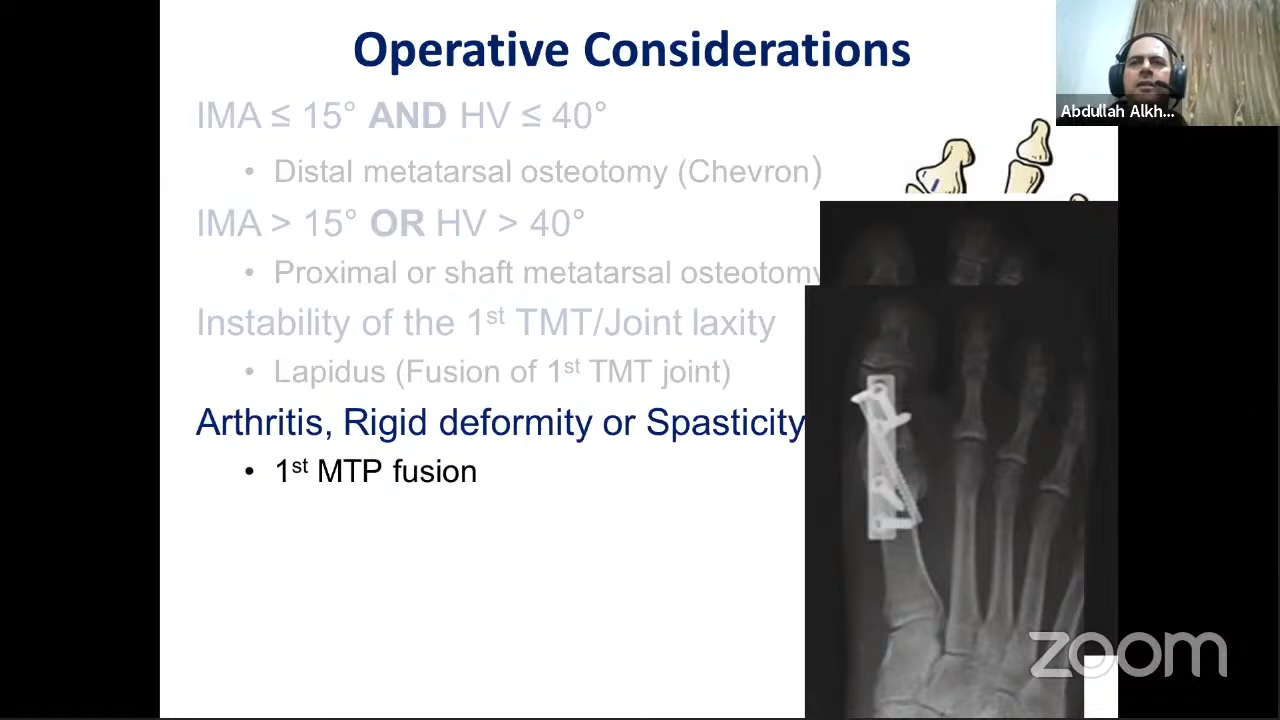 Operative Considerations
Abdullah Alkh...
IMA ≤ 15° AND HV ≤ 40°
• Distal metatarsal osteotomy (Chevron)
IMA > 15° OR HV > 40°
• Proximal or shaft metatarsal osteotomy
Instability of the 1st TMT/Joint laxity
• Lapidus (Fusion of 1st TMT joint)
Arthritis, Rigid deformity or Spasticity
• 1st MTP fusion
zoom